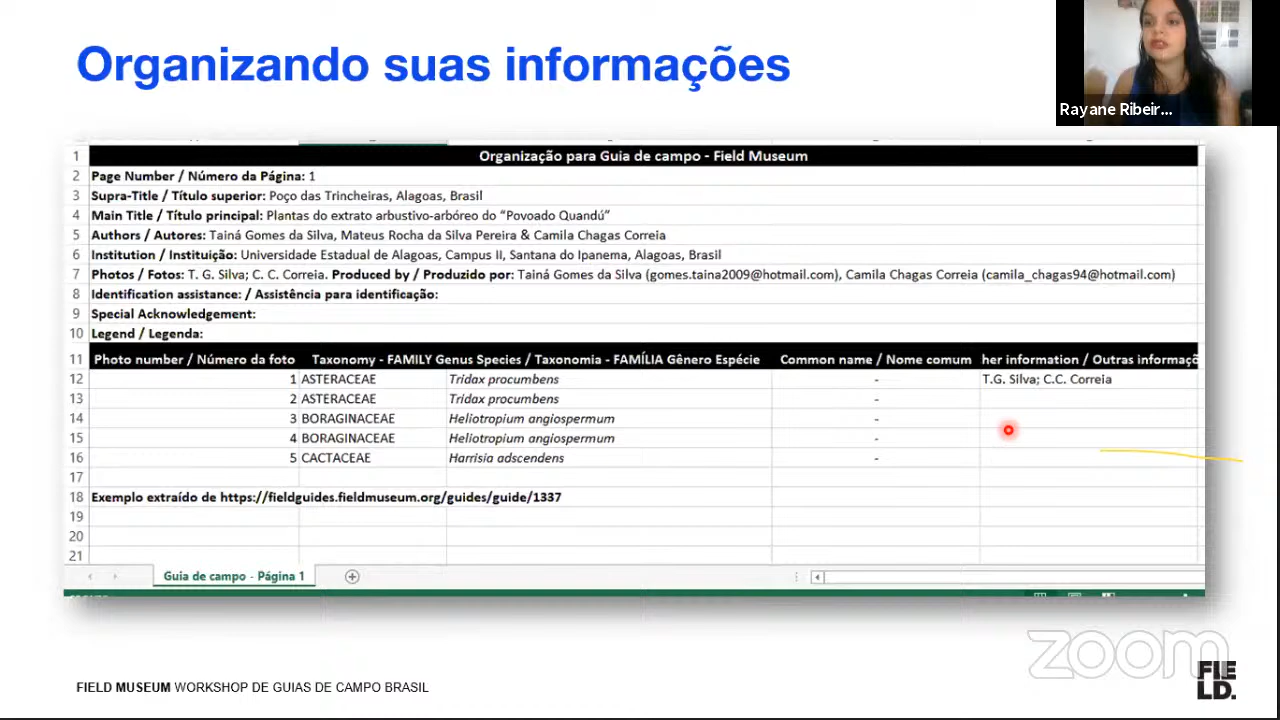 Organizando suas informações
Rayane Ribeir...
1 Organização para Guia de campo - Field Museum
2 Page Number / Número da Página: 1
3 Supra-Title / Título superior: Poço das Trincheiras, Alagoas, Brasil
4 Main Title / Título principal: Plantas do extrato arbustivo-arbóreo do “Povoado Quandú”
5 Authors / Autores: Tainá Gomes da Silva, Mateus Rocha da Silva Pereira & Camila Chagas Correia
6 Institution / Instituição: Universidade Estadual de Alagoas, Campus II, Santana do Ipanema, Alagoas, Brasil
7 Photos / Fotos: T. G. Silva; C. C. Correia. Produced by / Produzido por: Tainá Gomes da Silva (gomes.taina2009@hotmail.com), Camila Chagas Correia (camila_chagas94@hotmail.com)
8 Identification assistance: / Assistência para identificação:
9 Special Acknowledgement:
10 Legend / Legenda:
11 Photo number / Número da foto Taxonomy - FAMILY Genus Species / Taxonomia - FAMÍLIA Gênero Espécie Common name / Nome comum her information / Outras informaçõ
12 1 ASTERACEAE Tridax procumbens - T.G. Silva; C.C. Correia
13 2 ASTERACEAE Tridax procumbens -
14 3 BORAGINACEAE Heliotropium angiospermum -
15 4 BORAGINACEAE Heliotropium angiospermum -
16 5 CACTACEAE Harrisia adscendens -
17
18 Exemplo extraído de https://fieldguides.fieldmuseum.org/guides/guide/1337
19
20
21
Guia de campo - Página 1
zoom
FIELD MUSEUM WORKSHOP DE GUIAS DE CAMPO BRASIL
FIE
LD.